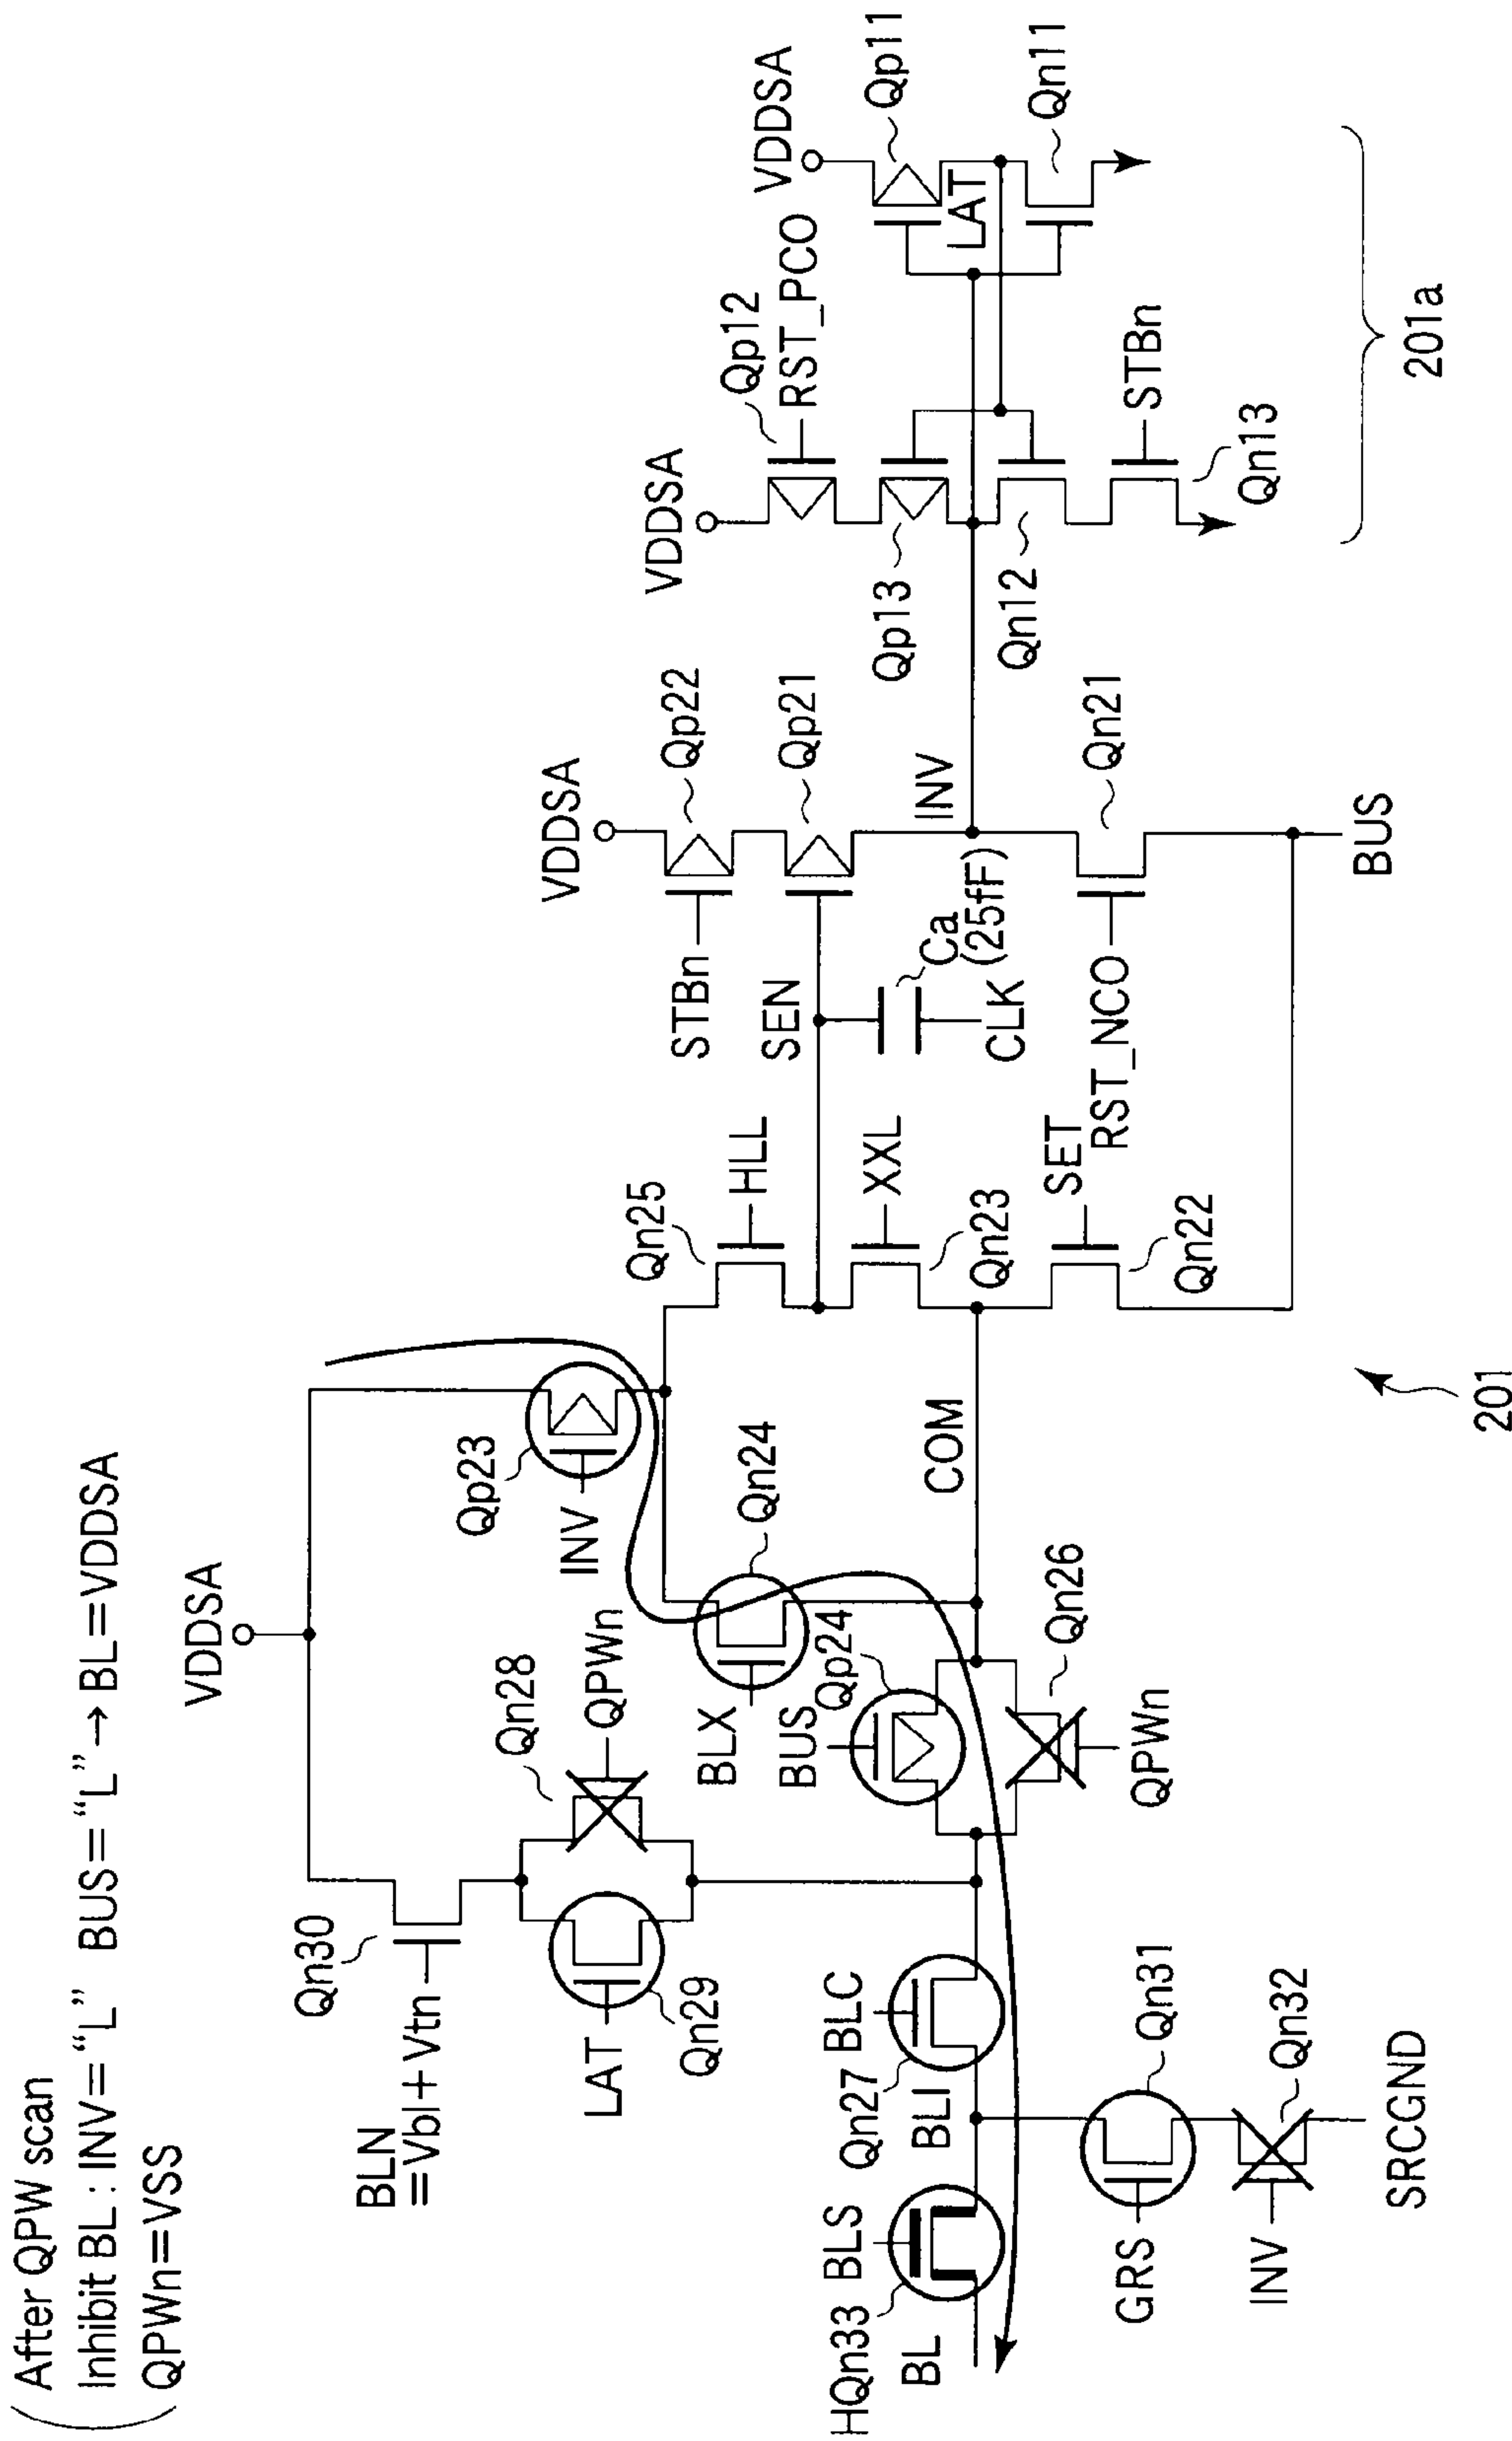 After QPW scan
Inhibit BL : INV="L" BUS="L"→BL=VDDSA
QPWn=VSS
VDDSA
BLN
=Vbl+Vtn
Qn30
LAT
Qn29
Qn28
QPWn
INV
Qp23
BLX
Qn24
BUS
Qp24
Qn26
QPWn
COM
HQn33
BLS
BL
BLI
BLC
Qn27
GRS
Qn31
INV
Qn32
SRCGND
Qn25
HLL
XXL
Qn23
SET
Qn22
SEN
Ca
(25fF)
CLK
VDDSA
STBn
Qp22
Qp21
INV
RST_NCO
Qn21
BUS
VDDSA
Qp12
RST_PCO
Qp13
Qn12
STBn
Qn13
VDDSA
Qp11
LAT
Qn11
201a
201